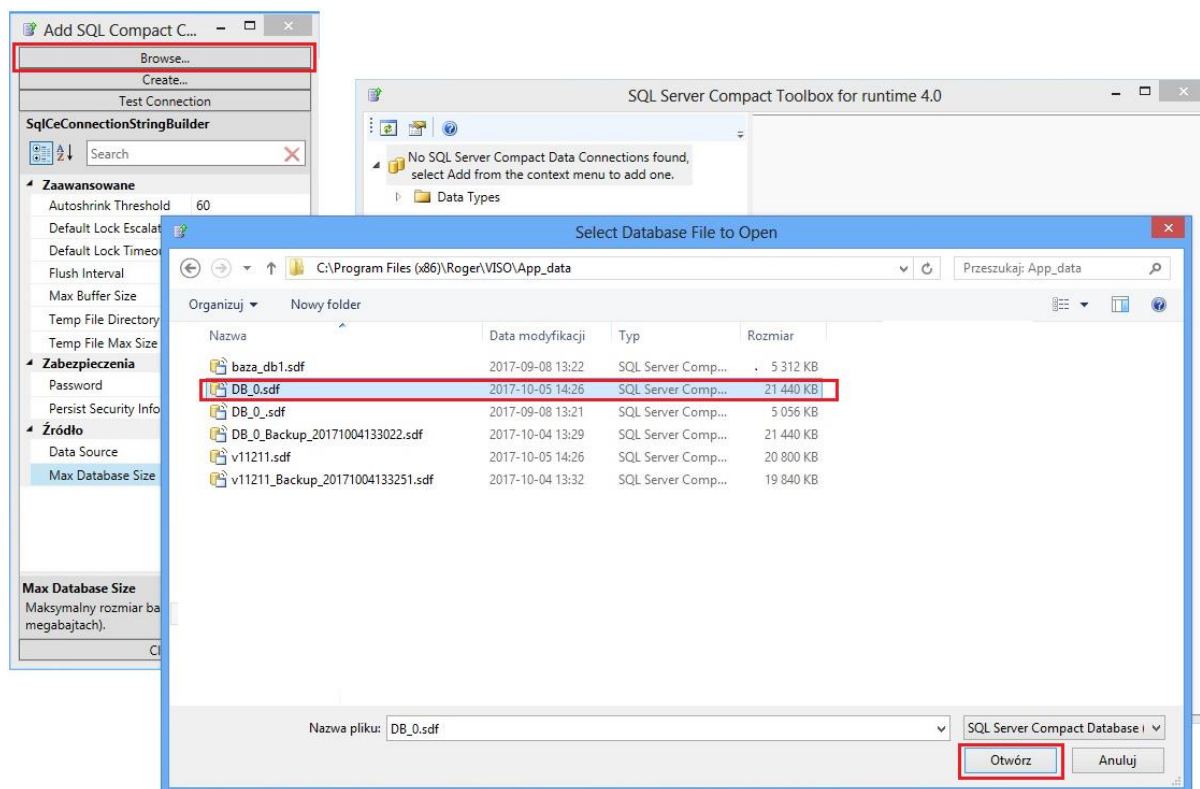 Add SQL Compact C...
Browse...
Create...
Test Connection
SqlCeConnectionStringBuilder
Search
Zaawansowane
Autoshrink Threshold 60
Default Lock Escalat
Default Lock Timeo
Flush Interval
Max Buffer Size
Temp File Directory
Temp File Max Size
Zabezpieczenia
Password
Persist Security Info
Źródło
Data Source
Max Database Size
Max Database Size
Maksymalny rozmiar ba
megabajtach).
Cl
SQL Server Compact Toolbox for runtime 4.0
No SQL Server Compact Data Connections found,
select Add from the context menu to add one.
Data Types
Select Database File to Open
C:\Program Files (x86)\Roger\VISO\App_data
Przeszukaj: App_data
Organizuj Nowy folder
Nazwa Data modyfikacji Typ Rozmiar
baza_db1.sdf 2017-09-08 13:22 SQL Server Comp... 5 312 KB
DB_0.sdf 2017-10-05 14:26 SQL Server Comp... 21 440 KB
DB_0_.sdf 2017-09-08 13:21 SQL Server Comp... 5 056 KB
DB_0_Backup_20171004133022.sdf 2017-10-04 13:29 SQL Server Comp... 21 440 KB
v11211.sdf 2017-10-05 14:26 SQL Server Comp... 20 800 KB
v11211_Backup_20171004133251.sdf 2017-10-04 13:32 SQL Server Comp... 19 840 KB
Nazwa pliku: DB_0.sdf
SQL Server Compact Database (
Otwórz Anuluj